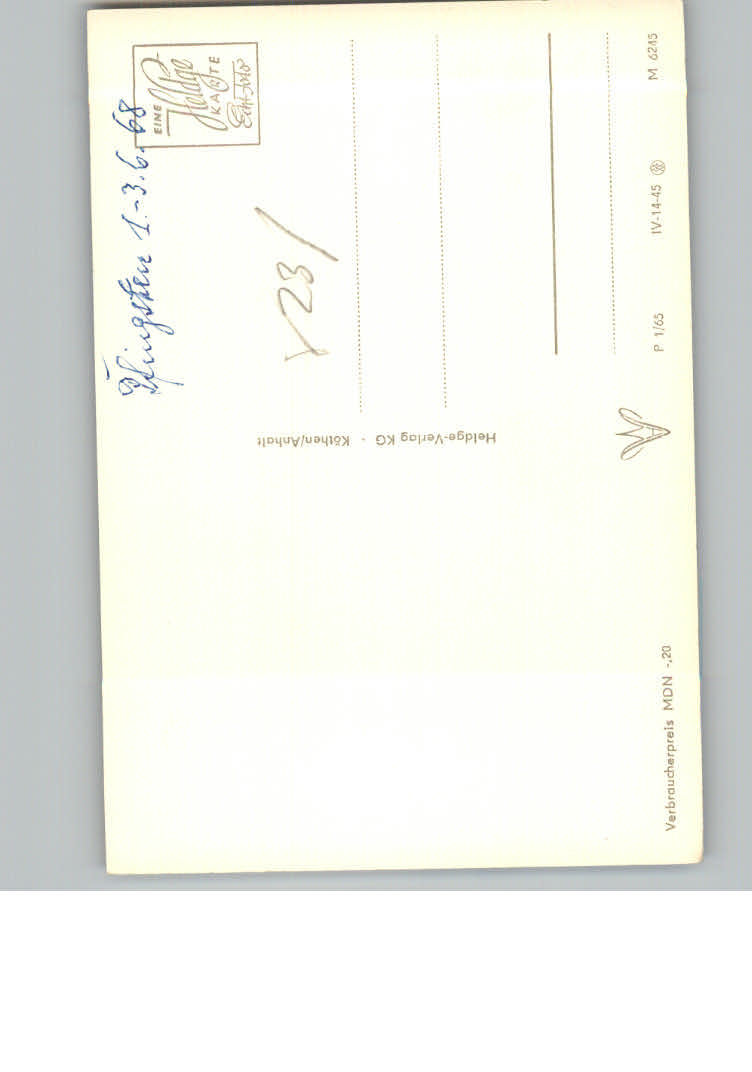 Pfingsten 1.-3.6.68
EINE
Heldge
KARTE
Echt Foto
V 23/
Heldge-Verlag KG · Köthen/Anhalt
Verbraucherpreis MDN -,20
P 1/65
IV-14-45
M 6245